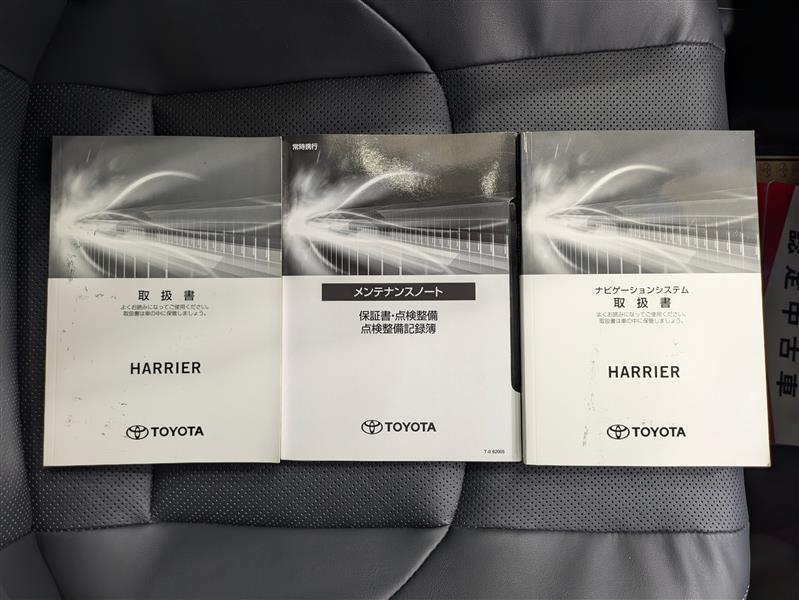 取扱書
よくお読みになってご使用ください。
取扱書は車の中に保管しましょう。
HARRIER
TOYOTA
常時携行
メンテナンスノート
保証書・点検整備
点検整備記録簿
TOYOTA
T-0 62005
ナビゲーションシステム
取扱書
よくお読みになってご使用ください。
取扱書は車の中に保管しましょう。
HARRIER
TOYOTA
認定中古車